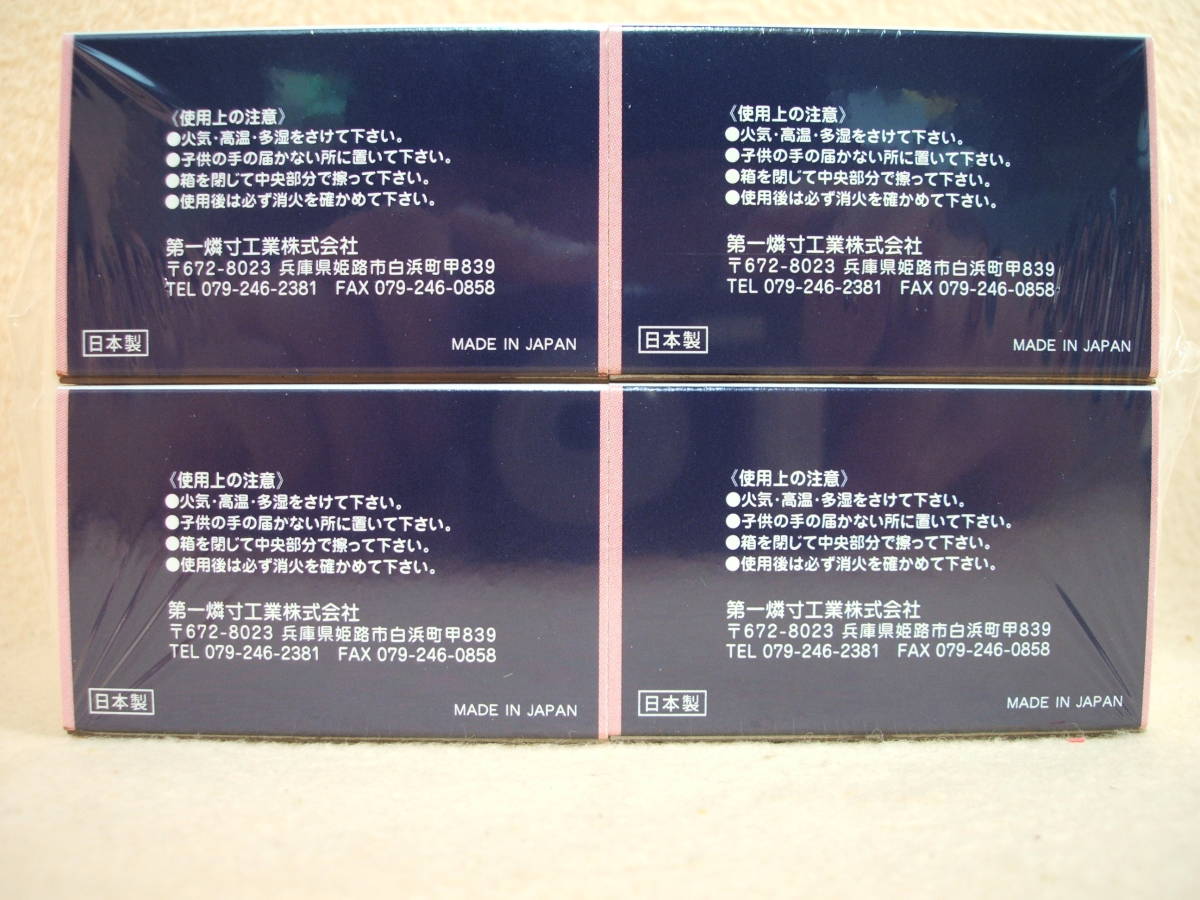 《使用上の注意》
●火気・高温・多湿をさけて下さい。
●子供の手の届かない所に置いて下さい。
●箱を閉じて中央部分で擦って下さい。
●使用後は必ず消火を確かめて下さい。
第一燐寸工業株式会社
〒672-8023 兵庫県姫路市白浜町甲839
TEL 079-246-2381 FAX 079-246-0858
日本製
MADE IN JAPAN
《使用上の注意》
●火気・高温・多湿をさけて下さい。
●子供の手の届かない所に置いて下さい。
●箱を閉じて中央部分で擦って下さい。
●使用後は必ず消火を確かめて下さい。
第一燐寸工業株式会社
〒672-8023 兵庫県姫路市白浜町甲839
TEL 079-246-2381 FAX 079-246-0858
日本製
MADE IN JAPAN
《使用上の注意》
●火気・高温・多湿をさけて下さい。
●子供の手の届かない所に置いて下さい。
●箱を閉じて中央部分で擦って下さい。
●使用後は必ず消火を確かめて下さい。
第一燐寸工業株式会社
〒672-8023 兵庫県姫路市白浜町甲839
TEL 079-246-2381 FAX 079-246-0858
日本製
MADE IN JAPAN
《使用上の注意》
●火気・高温・多湿をさけて下さい。
●子供の手の届かない所に置いて下さい。
●箱を閉じて中央部分で擦って下さい。
●使用後は必ず消火を確かめて下さい。
第一燐寸工業株式会社
〒672-8023 兵庫県姫路市白浜町甲839
TEL 079-246-2381 FAX 079-246-0858
日本製
MADE IN JAPAN